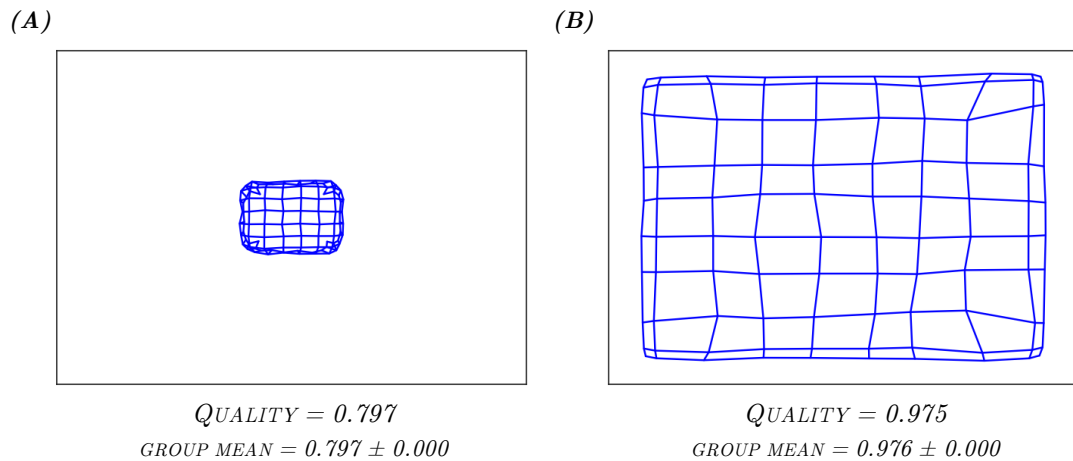 (A)
(B)
QUALITY = 0.797
GROUP MEAN = 0.797 ± 0.000
QUALITY = 0.975
GROUP MEAN = 0.976 ± 0.000